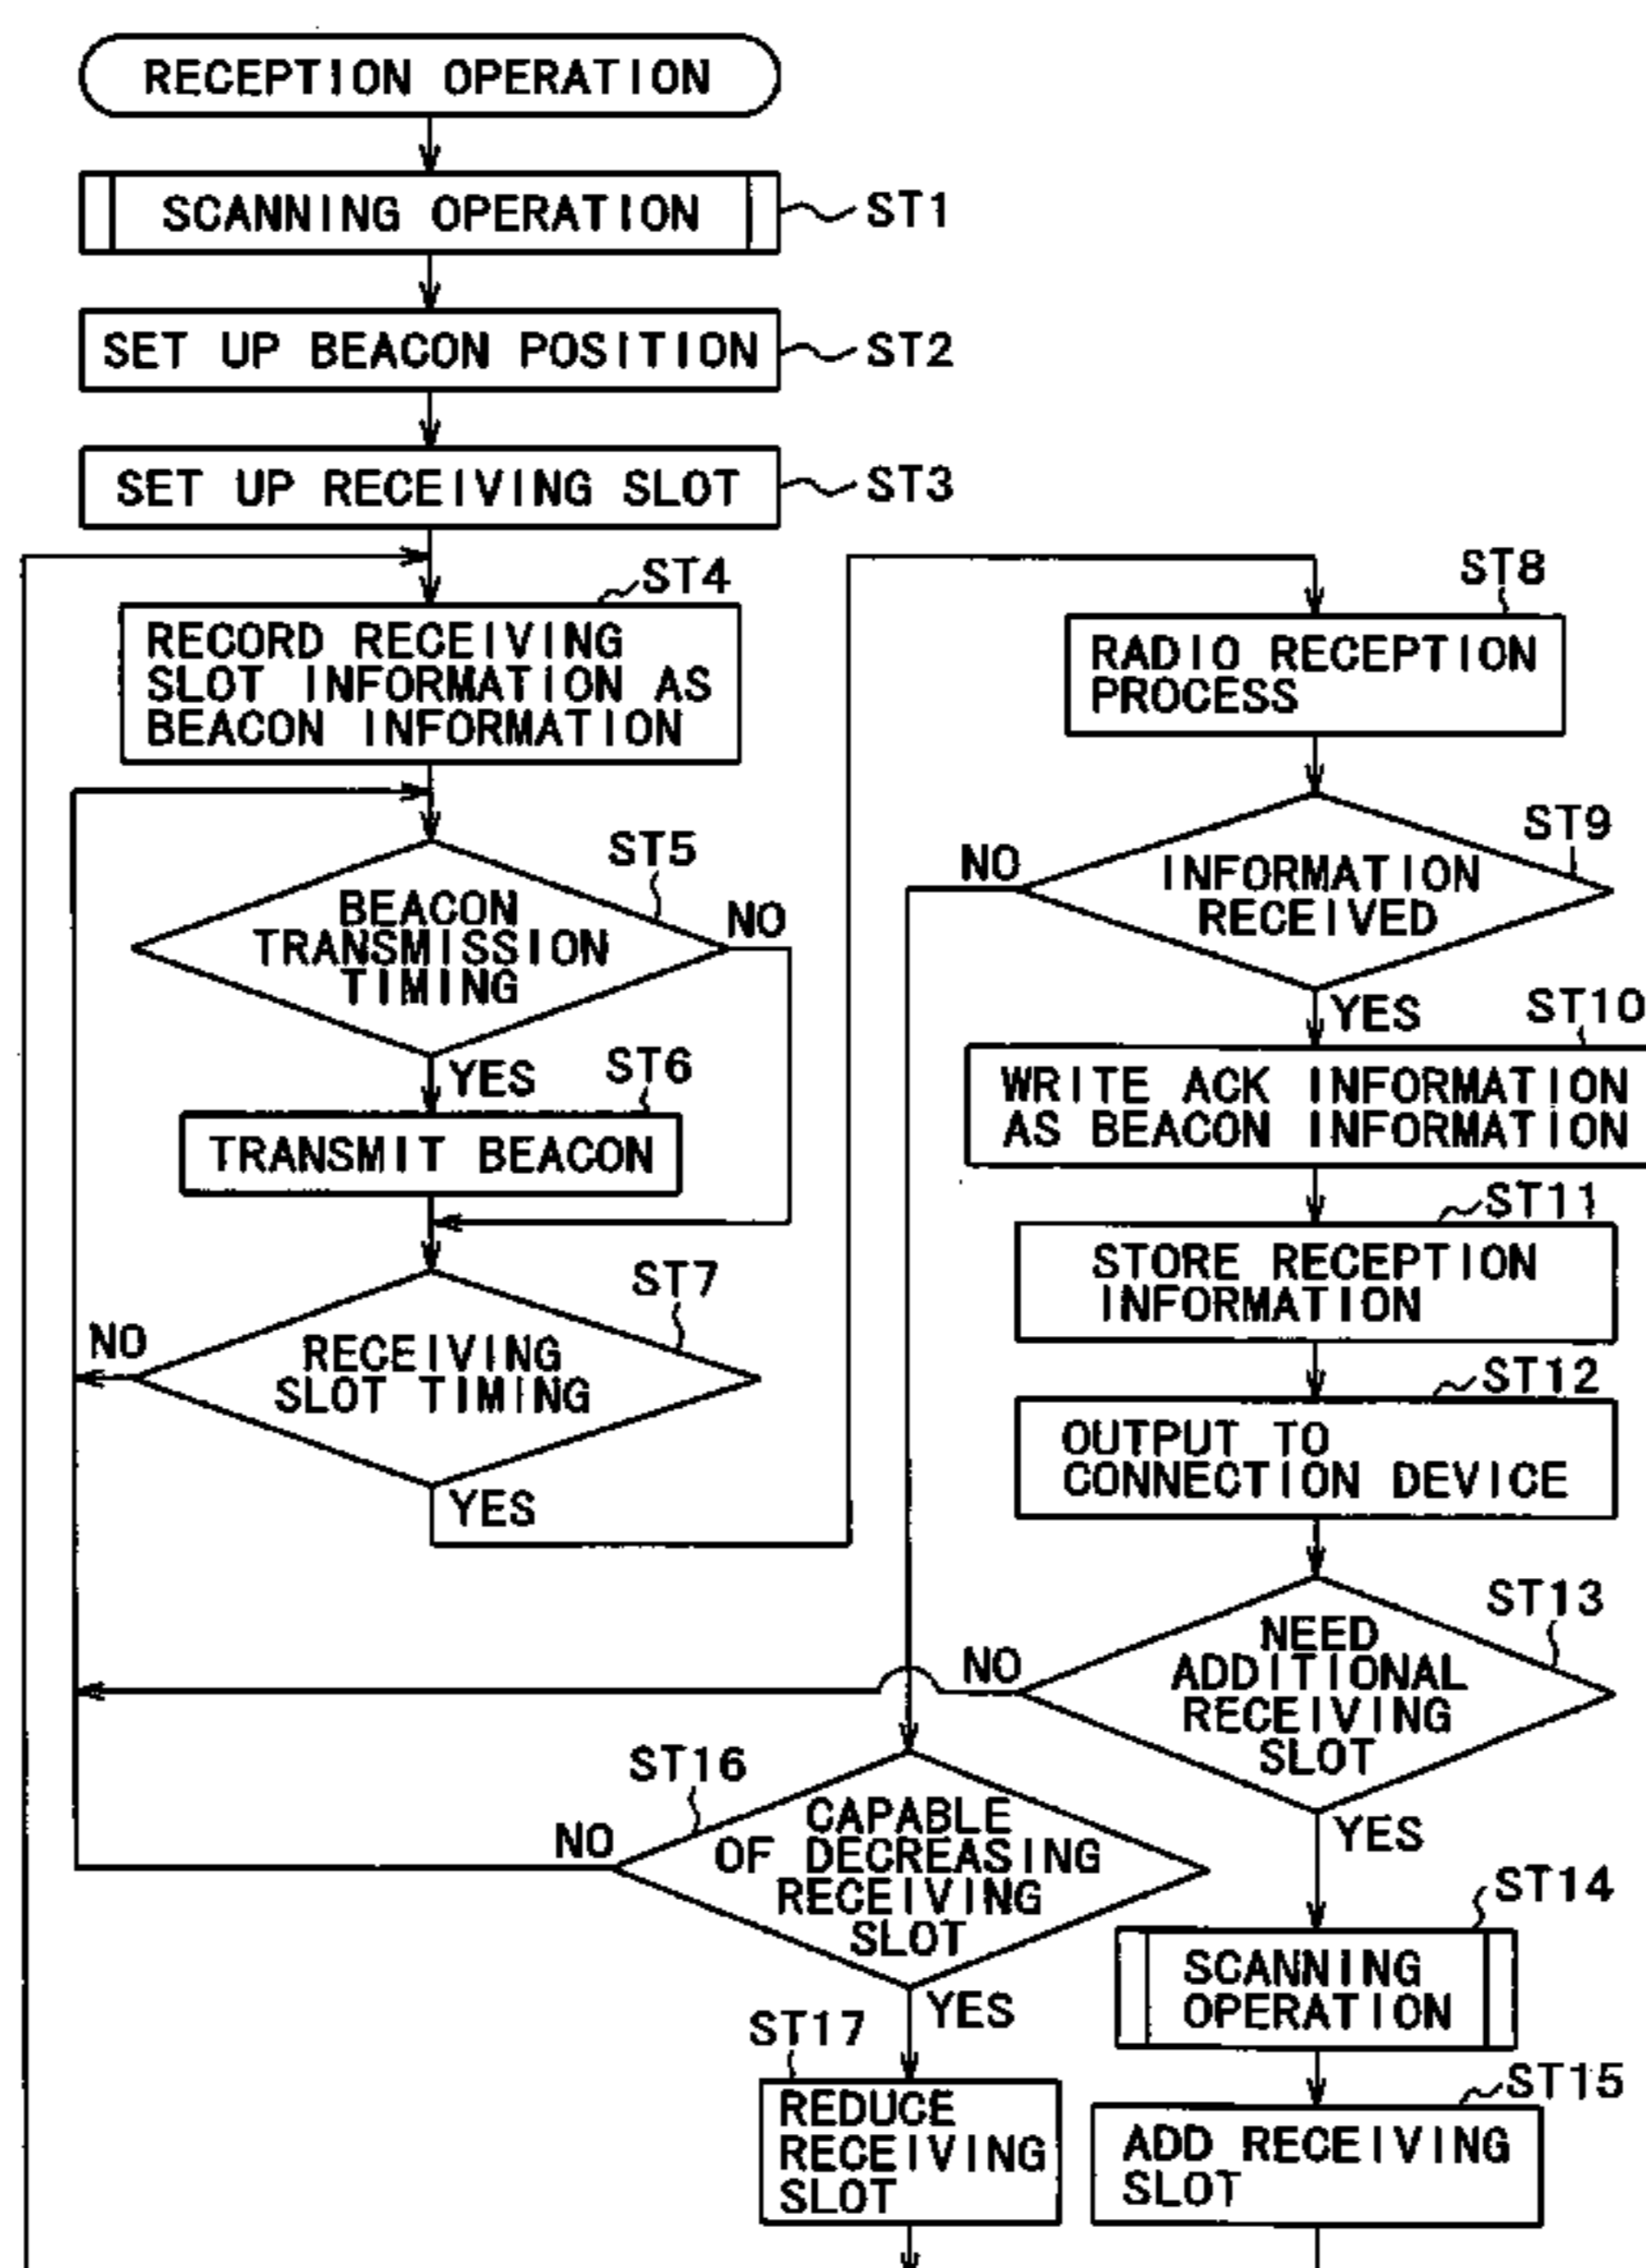 RECEPTION OPERATION
SCANNING OPERATION
ST1
SET UP BEACON POSITION
ST2
SET UP RECEIVING SLOT
ST3
ST4
RECORD RECEIVING
SLOT INFORMATION AS
BEACON INFORMATION
ST5
BEACON
TRANSMISSION
TIMING
NO
YES
ST6
TRANSMIT BEACON
ST7
RECEIVING
SLOT TIMING
NO
YES
ST8
RADIO RECEPTION
PROCESS
ST9
INFORMATION
RECEIVED
NO
YES
ST10
WRITE ACK INFORMATION
AS BEACON INFORMATION
ST11
STORE RECEPTION
INFORMATION
ST12
OUTPUT TO
CONNECTION DEVICE
ST13
NEED
ADDITIONAL
RECEIVING
SLOT
NO
YES
ST14
SCANNING
OPERATION
ST15
ADD RECEIVING
SLOT
ST16
CAPABLE
OF DECREASING
RECEIVING
SLOT
NO
YES
ST17
REDUCE
RECEIVING
SLOT